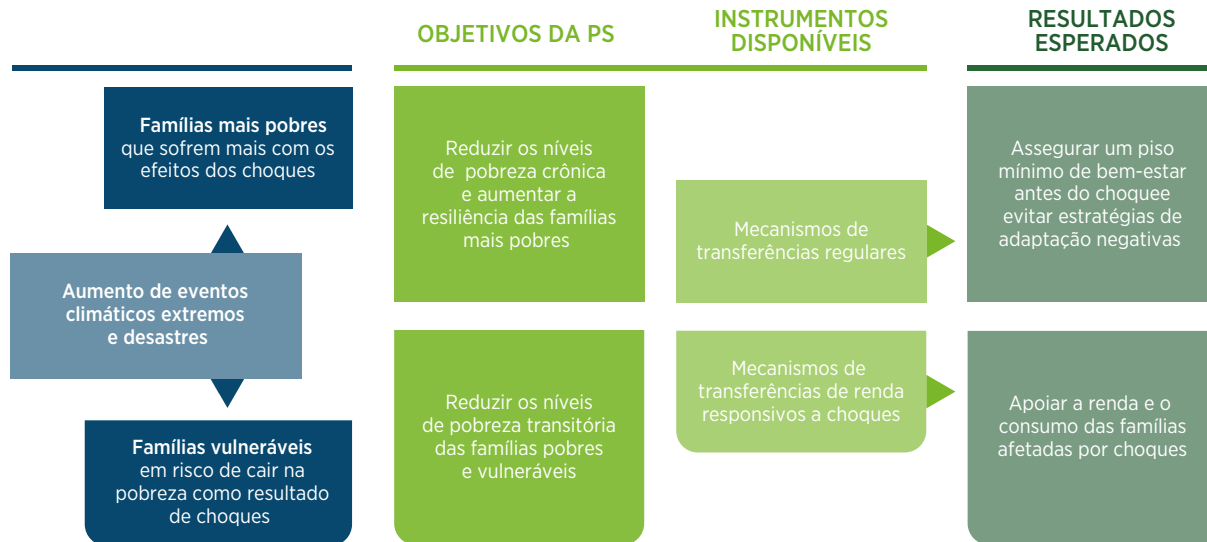 OBJETIVOS DA PS
INSTRUMENTOS
DISPONÍVEIS
RESULTADOS
ESPERADOS
Famílias mais pobres
que sofrem mais com os
efeitos dos choques
Aumento de eventos
climáticos extremos
e desastres
Famílias vulneráveis
em risco de cair na
pobreza como resultado
de choques
Reduzir os níveis
de pobreza crônica
e aumentar a
resiliência das famílias
mais pobres
Mecanismos de
transferências regulares
Assegurar um piso
mínimo de bem-estar
antes do choquee
evitar estratégias de
adaptação negativas
Reduzir os níveis
de pobreza transitória
das famílias pobres
e vulneráveis
Mecanismos de
transferências de renda
responsivos a choques
Apoiar a renda e o
consumo das famílias
afetadas por choques